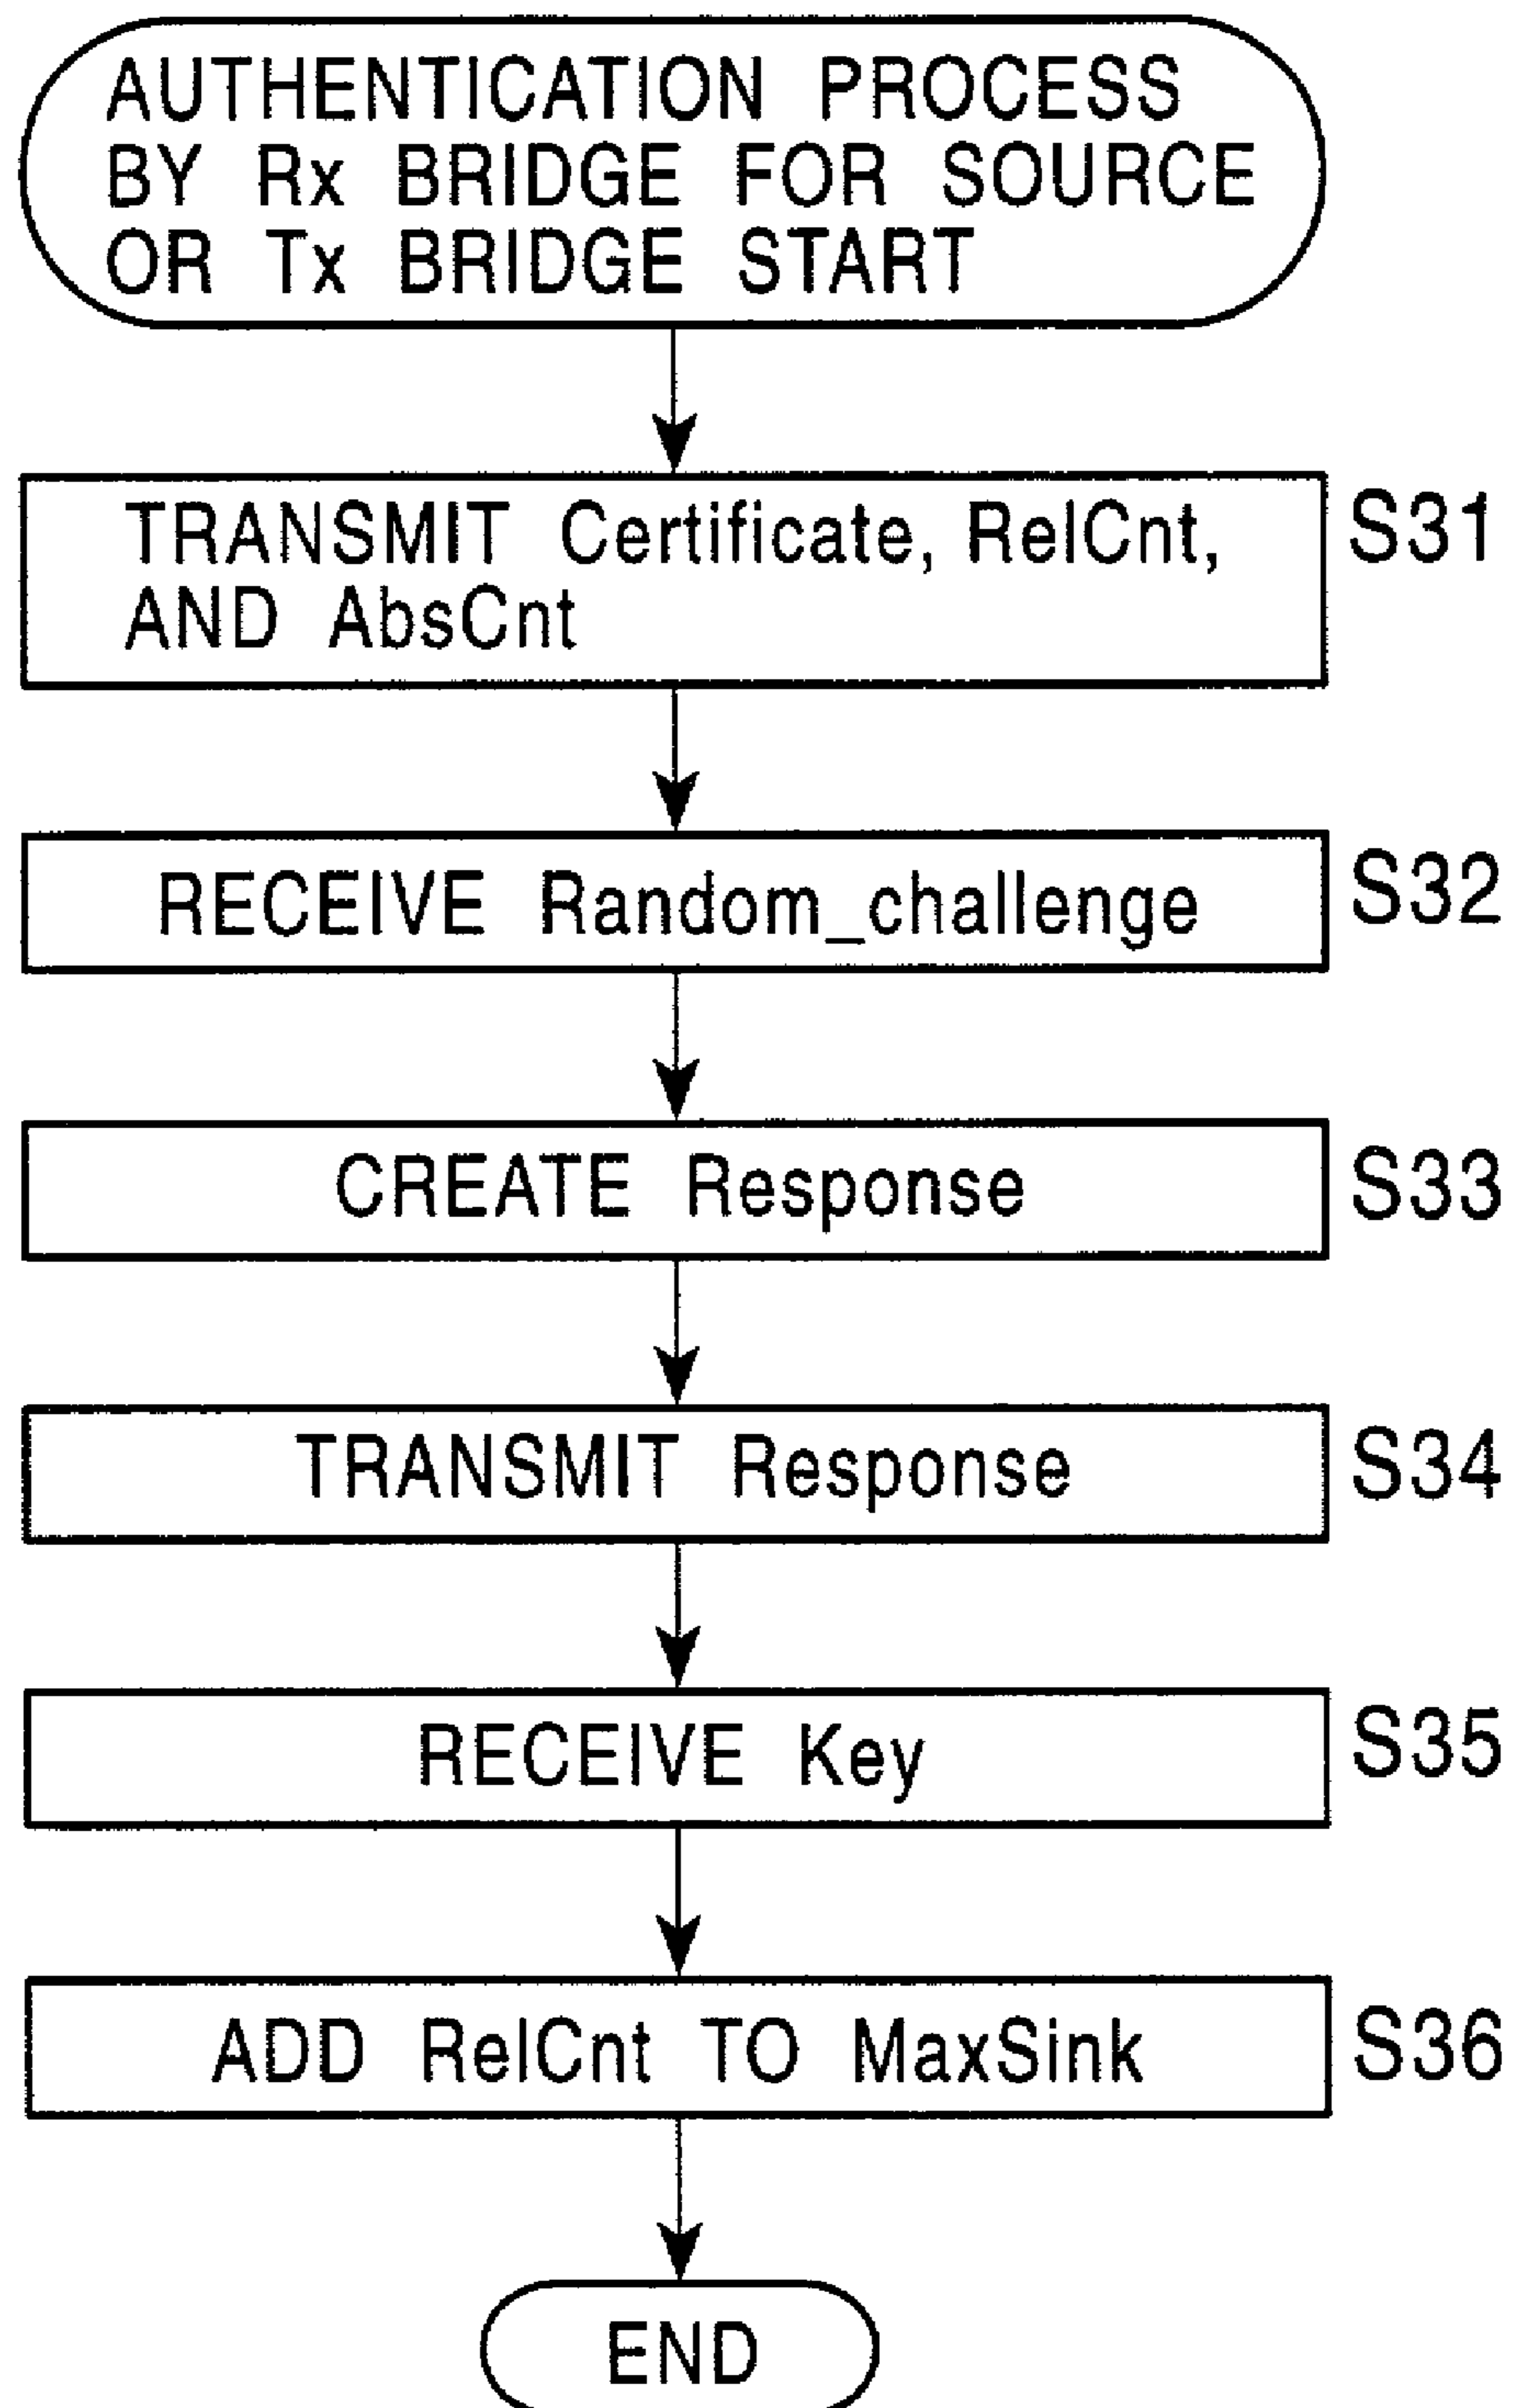 AUTHENTICATION PROCESS
BY Rx BRIDGE FOR SOURCE
OR Tx BRIDGE START
TRANSMIT Certificate, RelCnt,
AND AbsCnt
S31
RECEIVE Random_challenge
S32
CREATE Response
S33
TRANSMIT Response
S34
RECEIVE Key
S35
ADD RelCnt TO MaxSink
S36
END